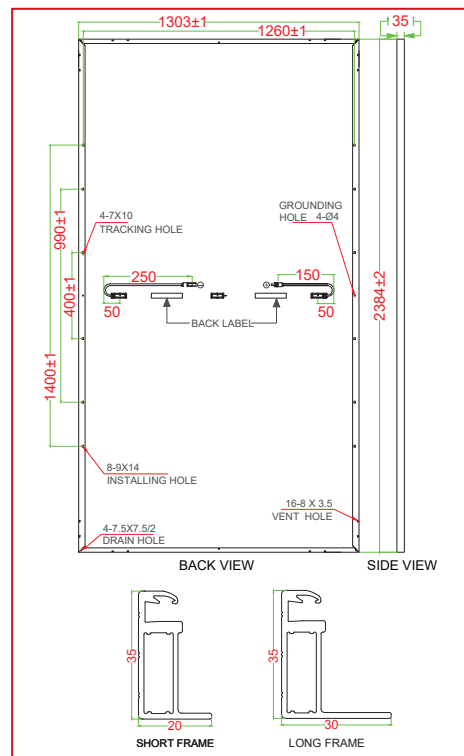 1303±1
35
1260±1
GROUNDING
HOLE 4-Ø4
4-7X10
TRACKING HOLE
990±1
400±1
1400±1
2384±2
250
150
50
50
BACK LABEL
8-9X14
INSTALLING HOLE
16-8 X 3.5
VENT HOLE
4-7.5X7.5/2
DRAIN HOLE
BACK VIEW
SIDE VIEW
35
20
SHORT FRAME
35
30
LONG FRAME